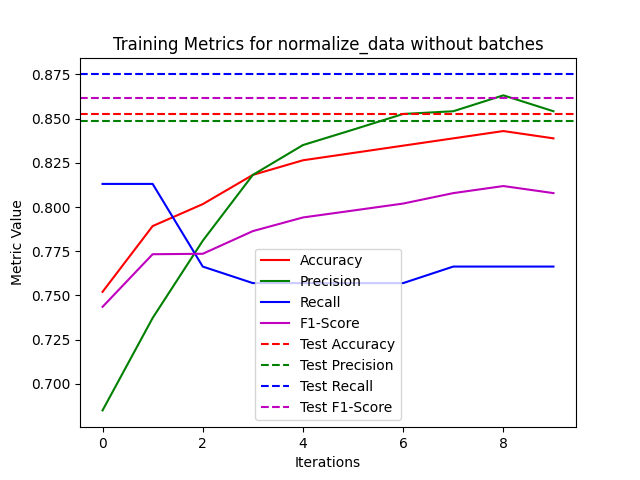 Training Metrics for normalize_data without batches
0.875
0.850
0.825
0.800
0.775
0.750
0.725
0.700
Metric Value
Accuracy
Precision
Recall
F1-Score
Test Accuracy
Test Precision
Test Recall
Test F1-Score
0 2 4 6 8
Iterations